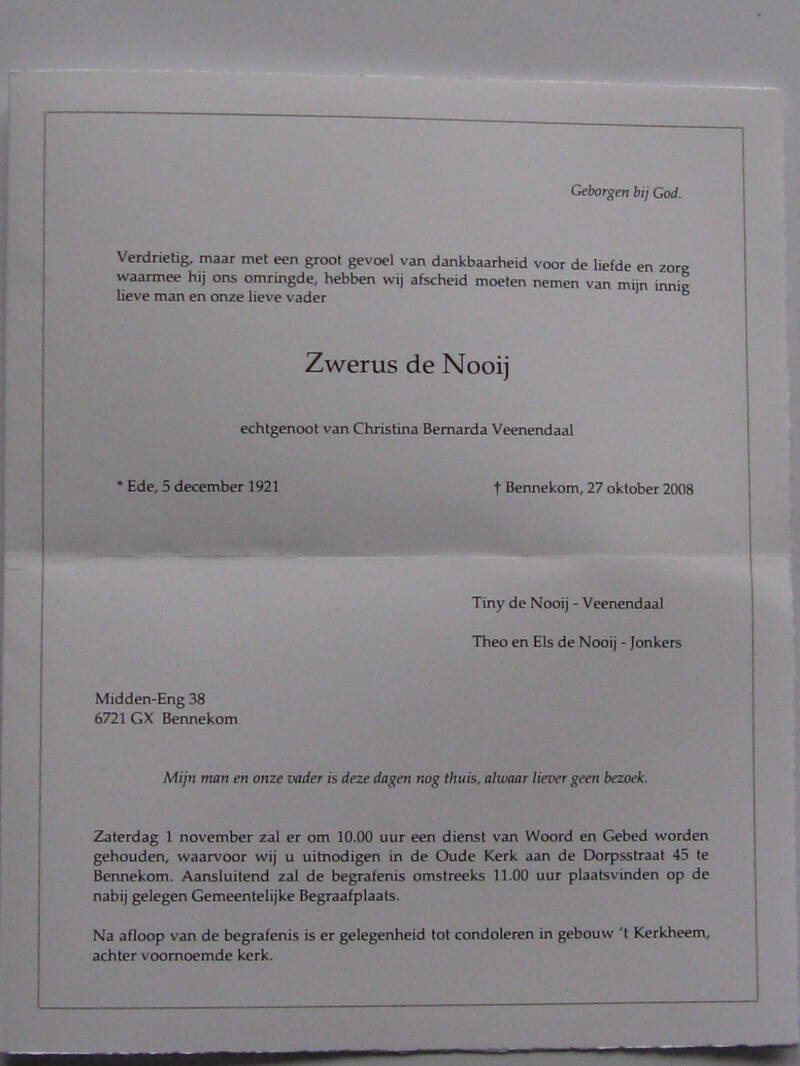 Geborgen bij God.
Verdrietig, maar met een groot gevoel van dankbaarheid voor de liefde en zorg
waarmee hij ons omringde, hebben wij afscheid moeten nemen van mijn innig
lieve man en onze lieve vader
Zwerus de Nooij
echtgenoot van Christina Bernarda Veenendaal
* Ede, 5 december 1921 † Bennekom, 27 oktober 2008
Tiny de Nooij - Veenendaal
Theo en Els de Nooij - Jonkers
Midden-Eng 38
6721 GX Bennekom
Mijn man en onze vader is deze dagen nog thuis, alwaar liever geen bezoek.
Zaterdag 1 november zal er om 10.00 uur een dienst van Woord en Gebed worden
gehouden, waarvoor wij u uitnodigen in de Oude Kerk aan de Dorpsstraat 45 te
Bennekom. Aansluitend zal de begrafenis omstreeks 11.00 uur plaatsvinden op de
nabij gelegen Gemeentelijke Begraafplaats.
Na afloop van de begrafenis is er gelegenheid tot condoleren in gebouw 't Kerkheem,
achter voornoemde kerk.